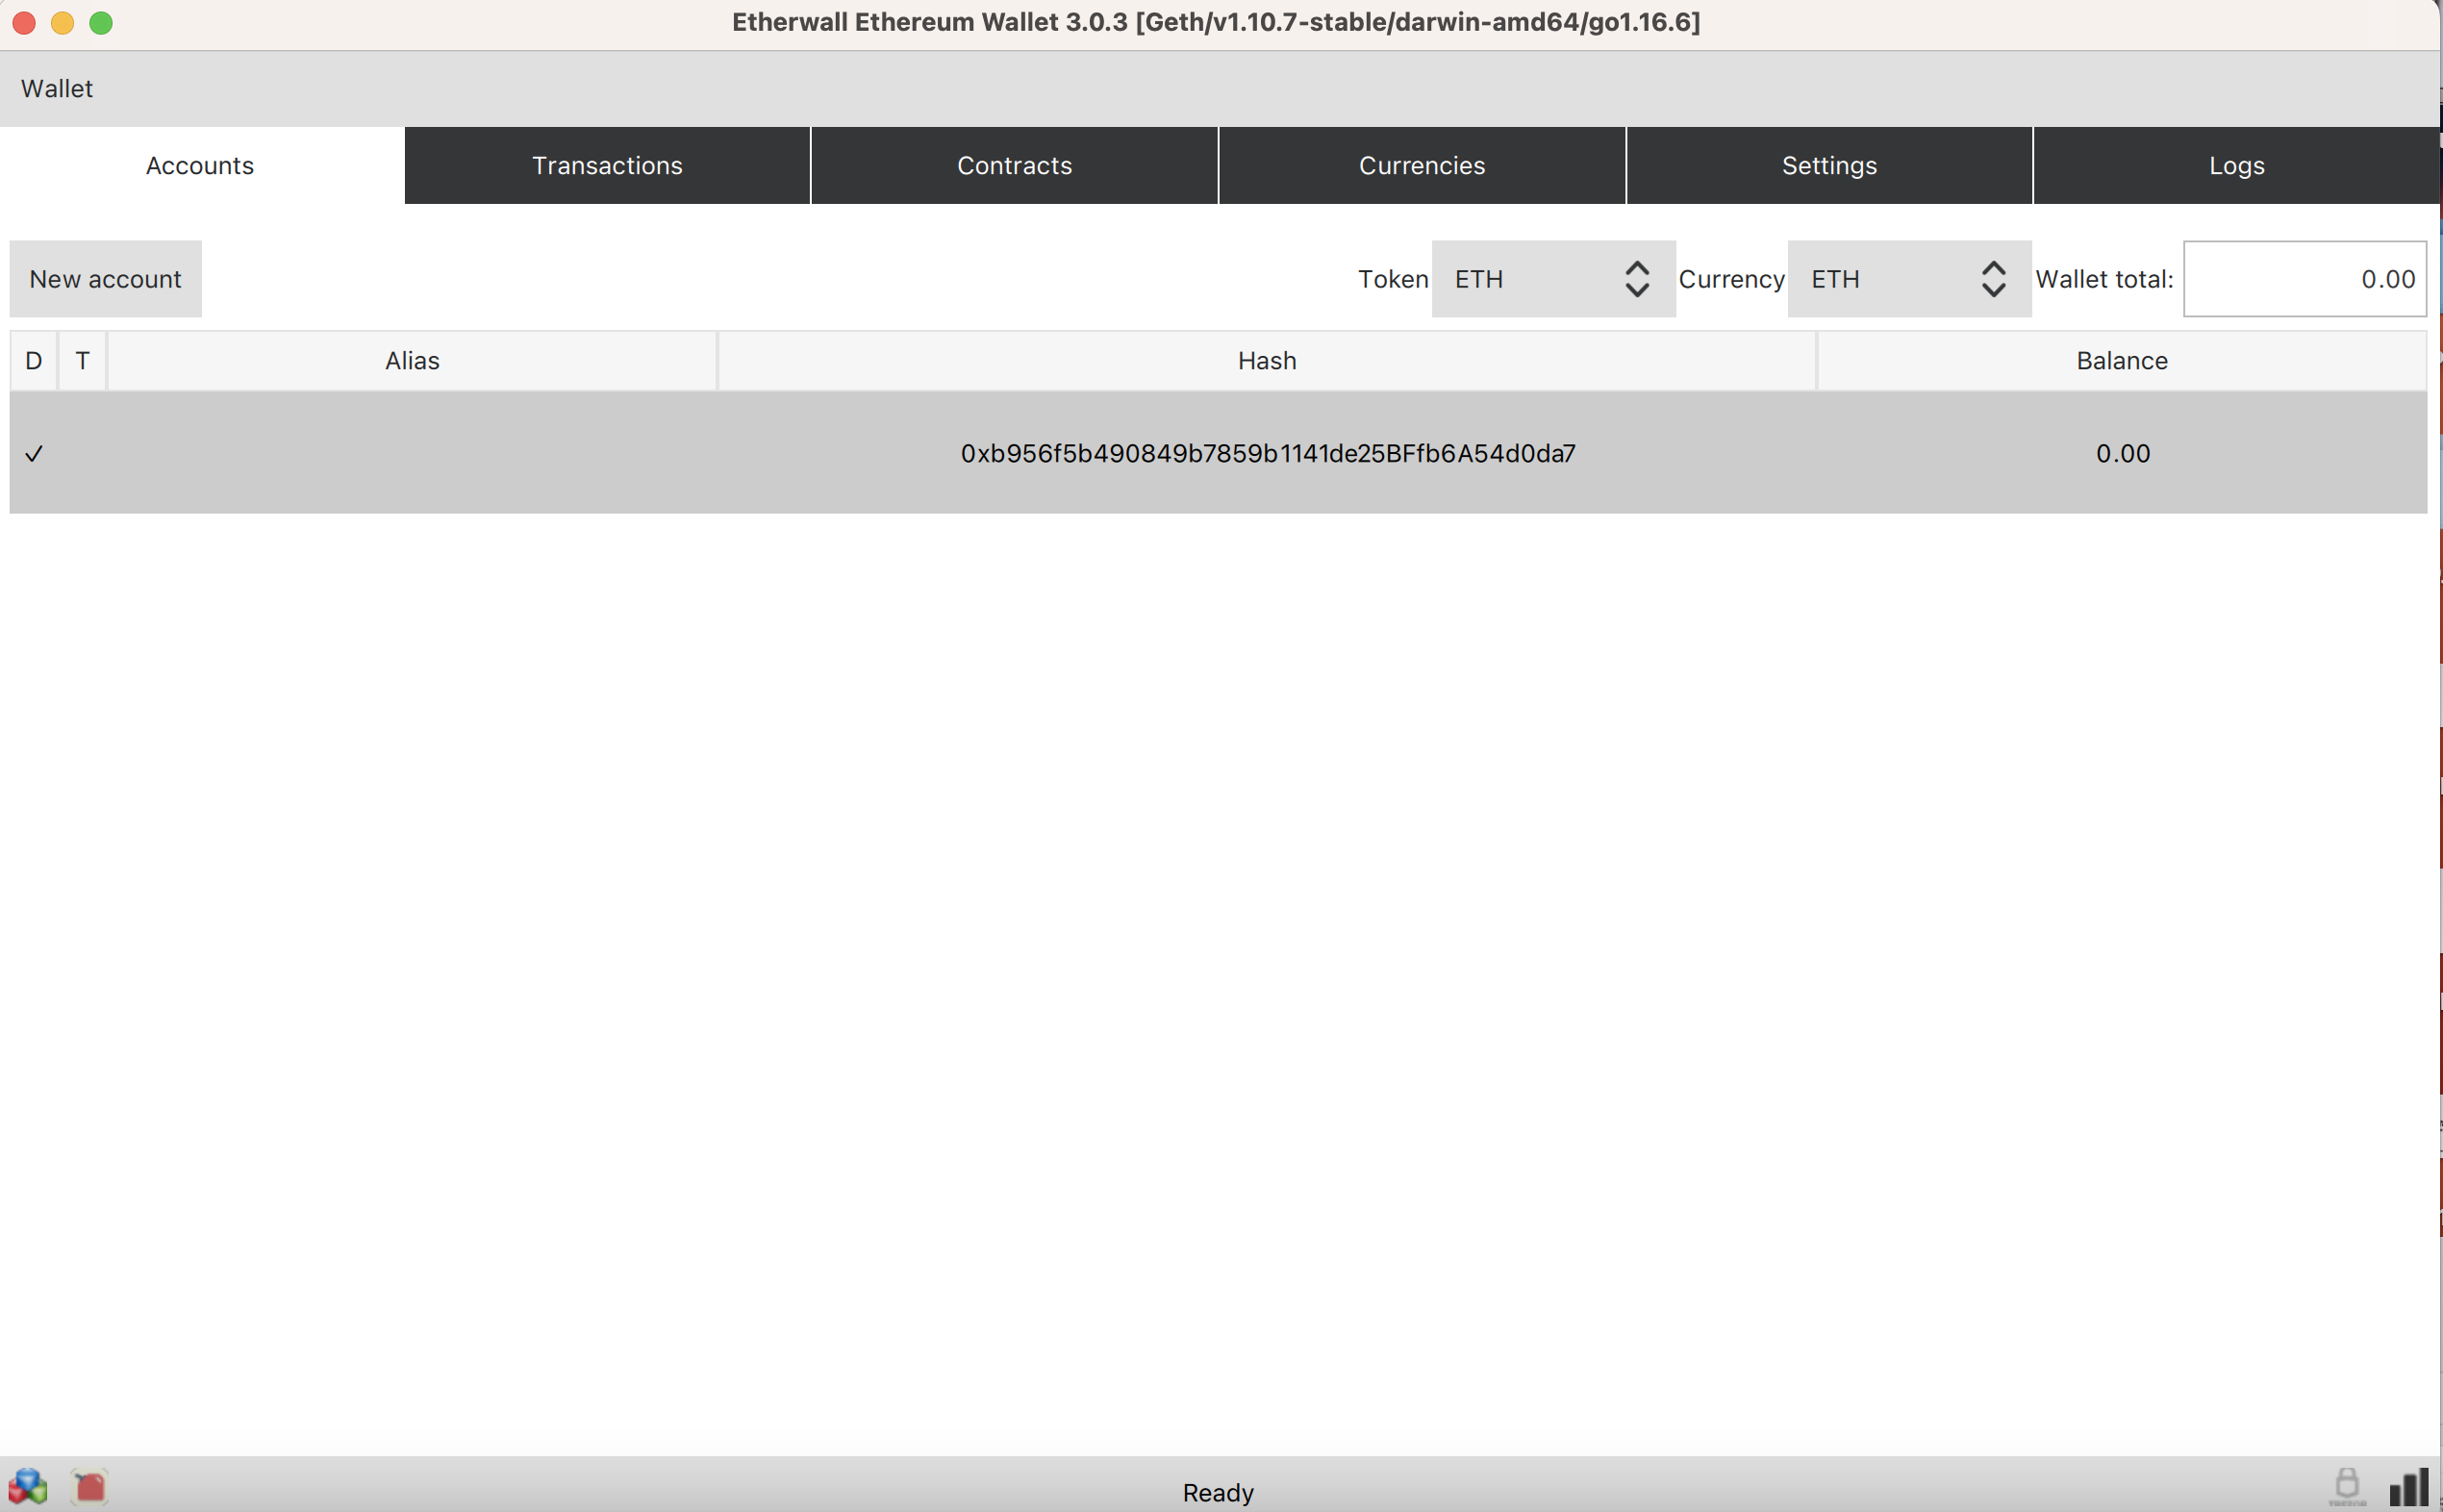 Etherwall Ethereum Wallet 3.0.3 [Geth/v1.10.7-stable/darwin-amd64/go1.16.6]
Wallet
Accounts Transactions Contracts Currencies Settings Logs
New account Token ETH Currency ETH Wallet total: 0.00
D T Alias Hash Balance
✓ 0xb956f5b490849b7859b1141de25BFfb6A54d0da7 0.00
Ready
TREZOR